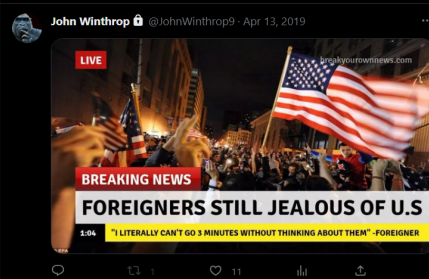 John Winthrop @JohnWinthrop9 · Apr 13, 2019
LIVE
breakyourownnews.com
BREAKING NEWS
FOREIGNERS STILL JEALOUS OF U.S
1:04 "I LITERALLY CAN'T GO 3 MINUTES WITHOUT THINKING ABOUT THEM" -FOREIGNER
EPA
1 11